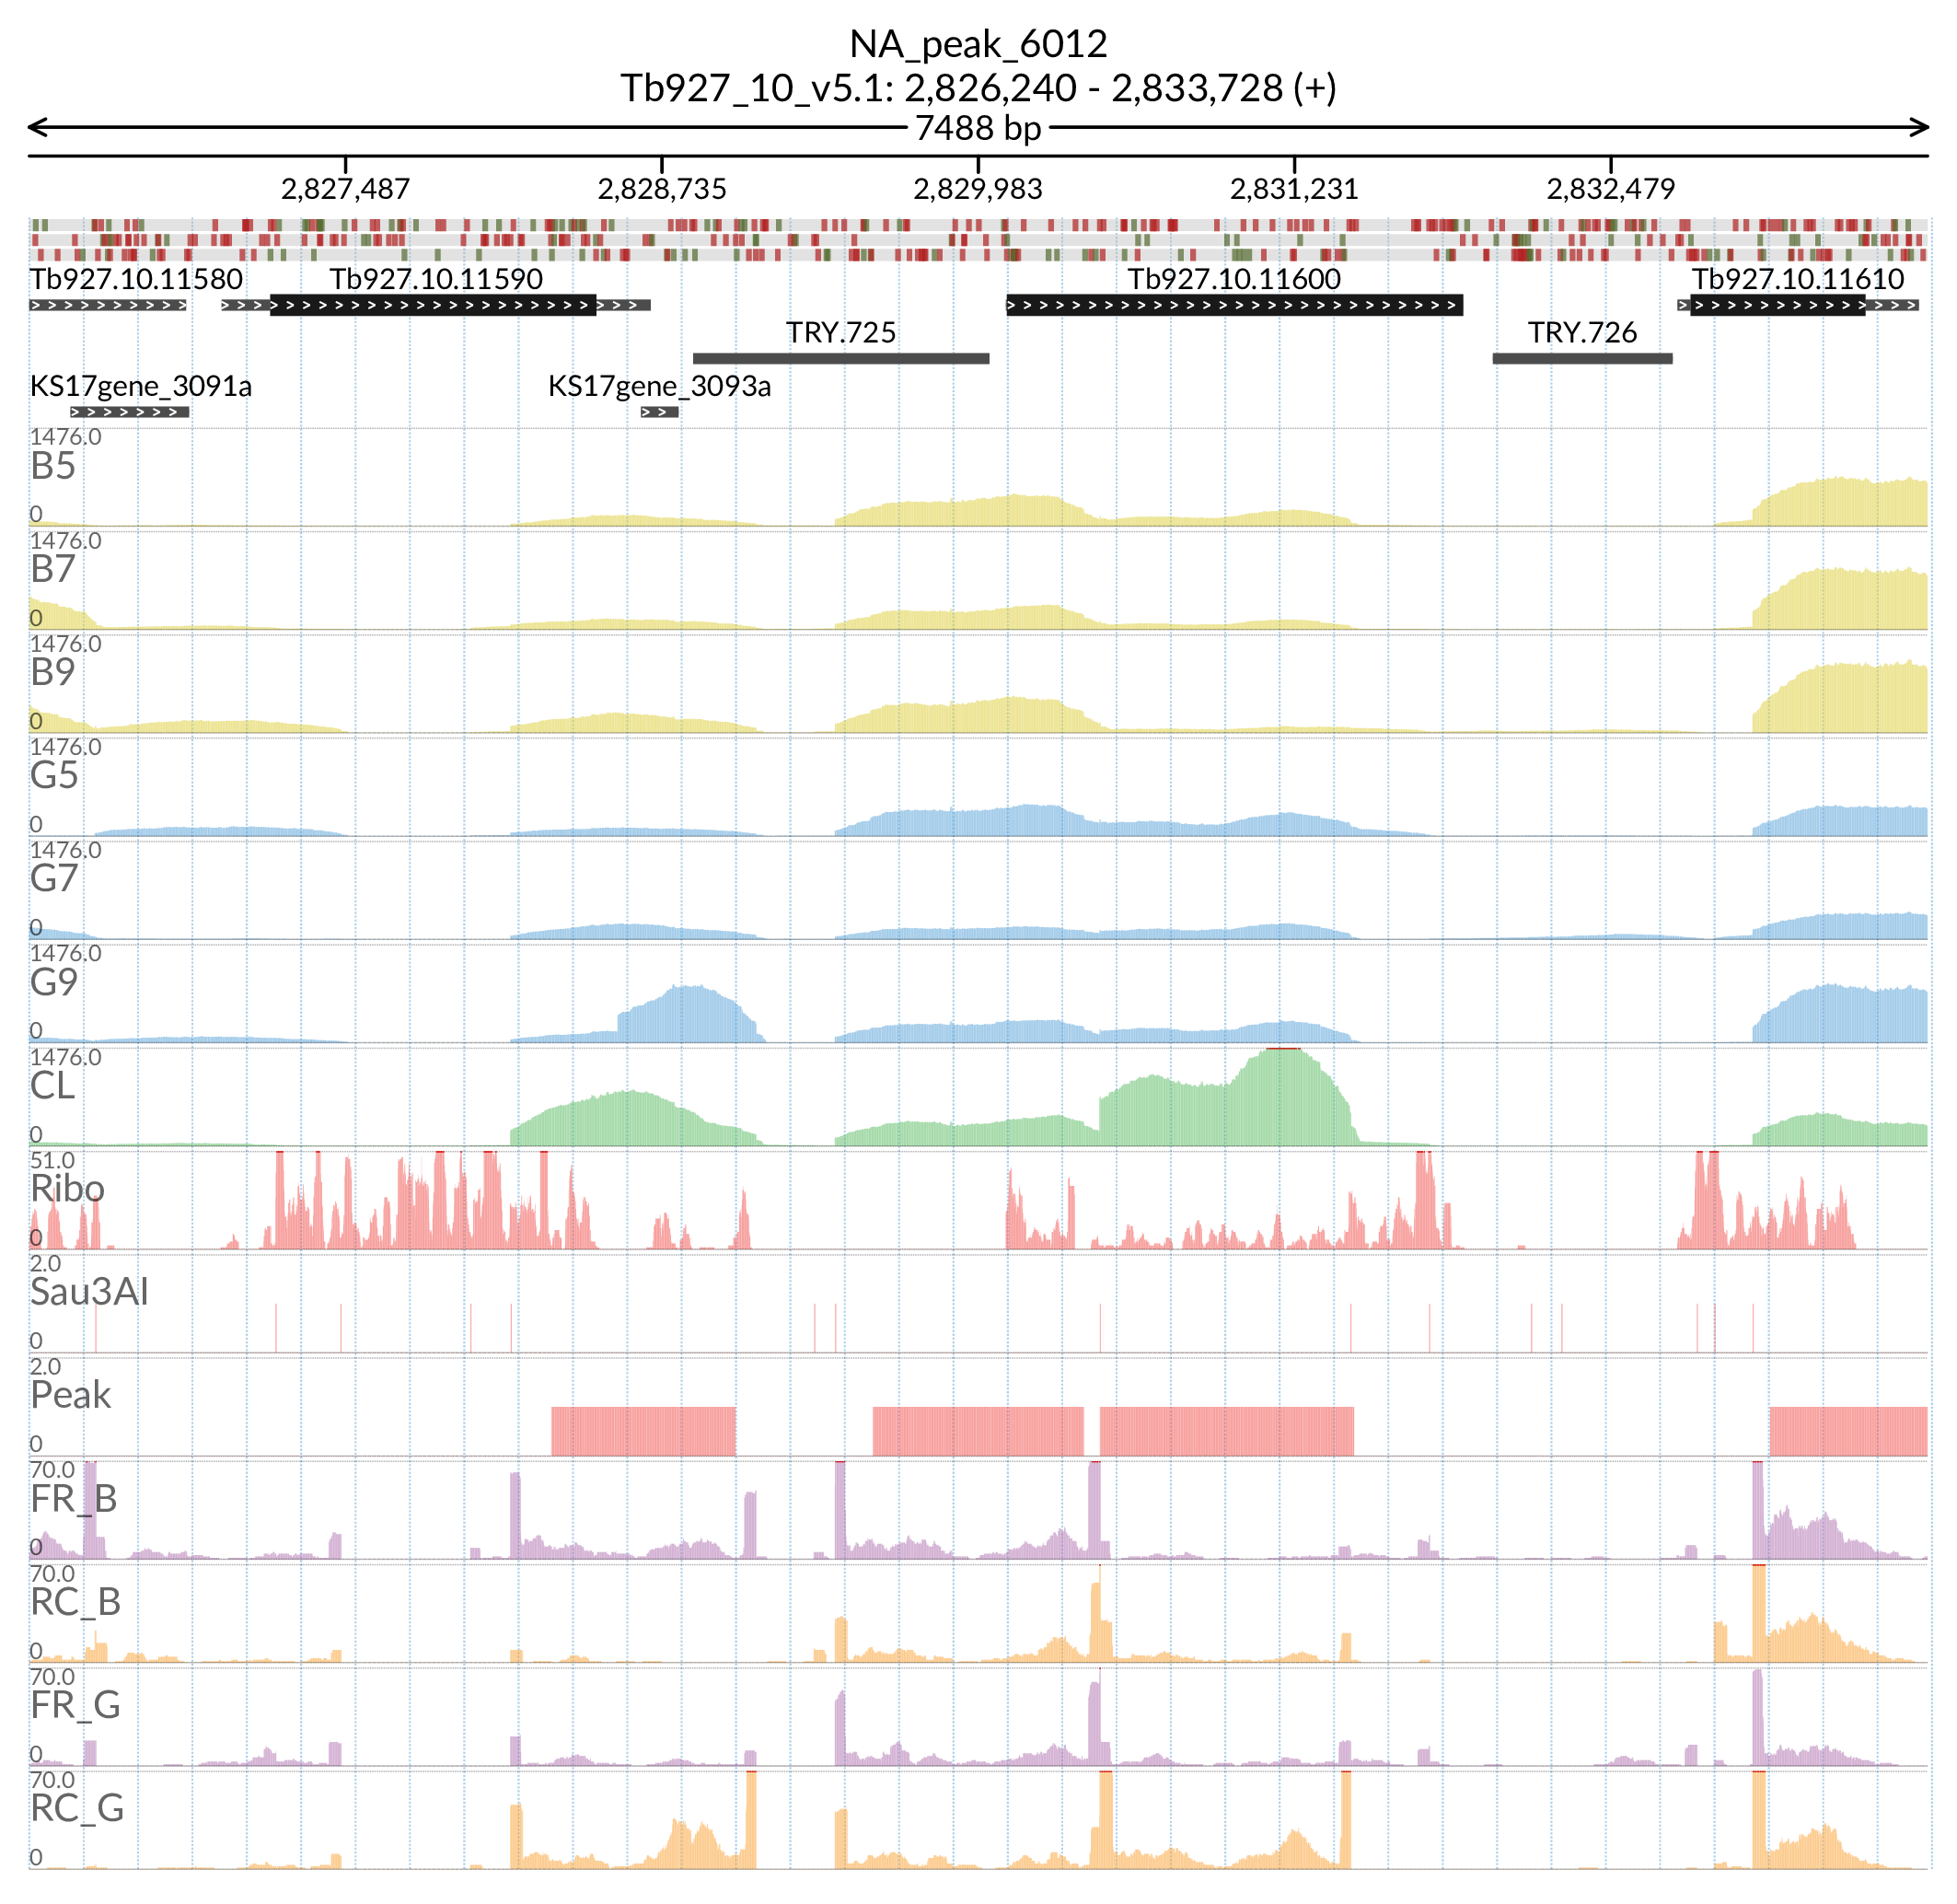 NA_peak_6012
Tb927_10_v5.1: 2,826,240 - 2,833,728 (+)
7488 bp
2,827,487 2,828,735 2,829,983 2,831,231 2,832,479
Tb927.10.11580 Tb927.10.11590 Tb927.10.11600 Tb927.10.11610
TRY.725 TRY.726
KS17gene_3091a KS17gene_3093a
1476.0
B5
0
1476.0
B7
0
1476.0
B9
0
1476.0
G5
0
1476.0
G7
0
1476.0
G9
0
1476.0
CL
0
51.0
Ribo
0
2.0
Sau3AI
0
2.0
Peak
0
70.0
FR_B
0
70.0
RC_B
0
70.0
FR_G
0
70.0
RC_G
0